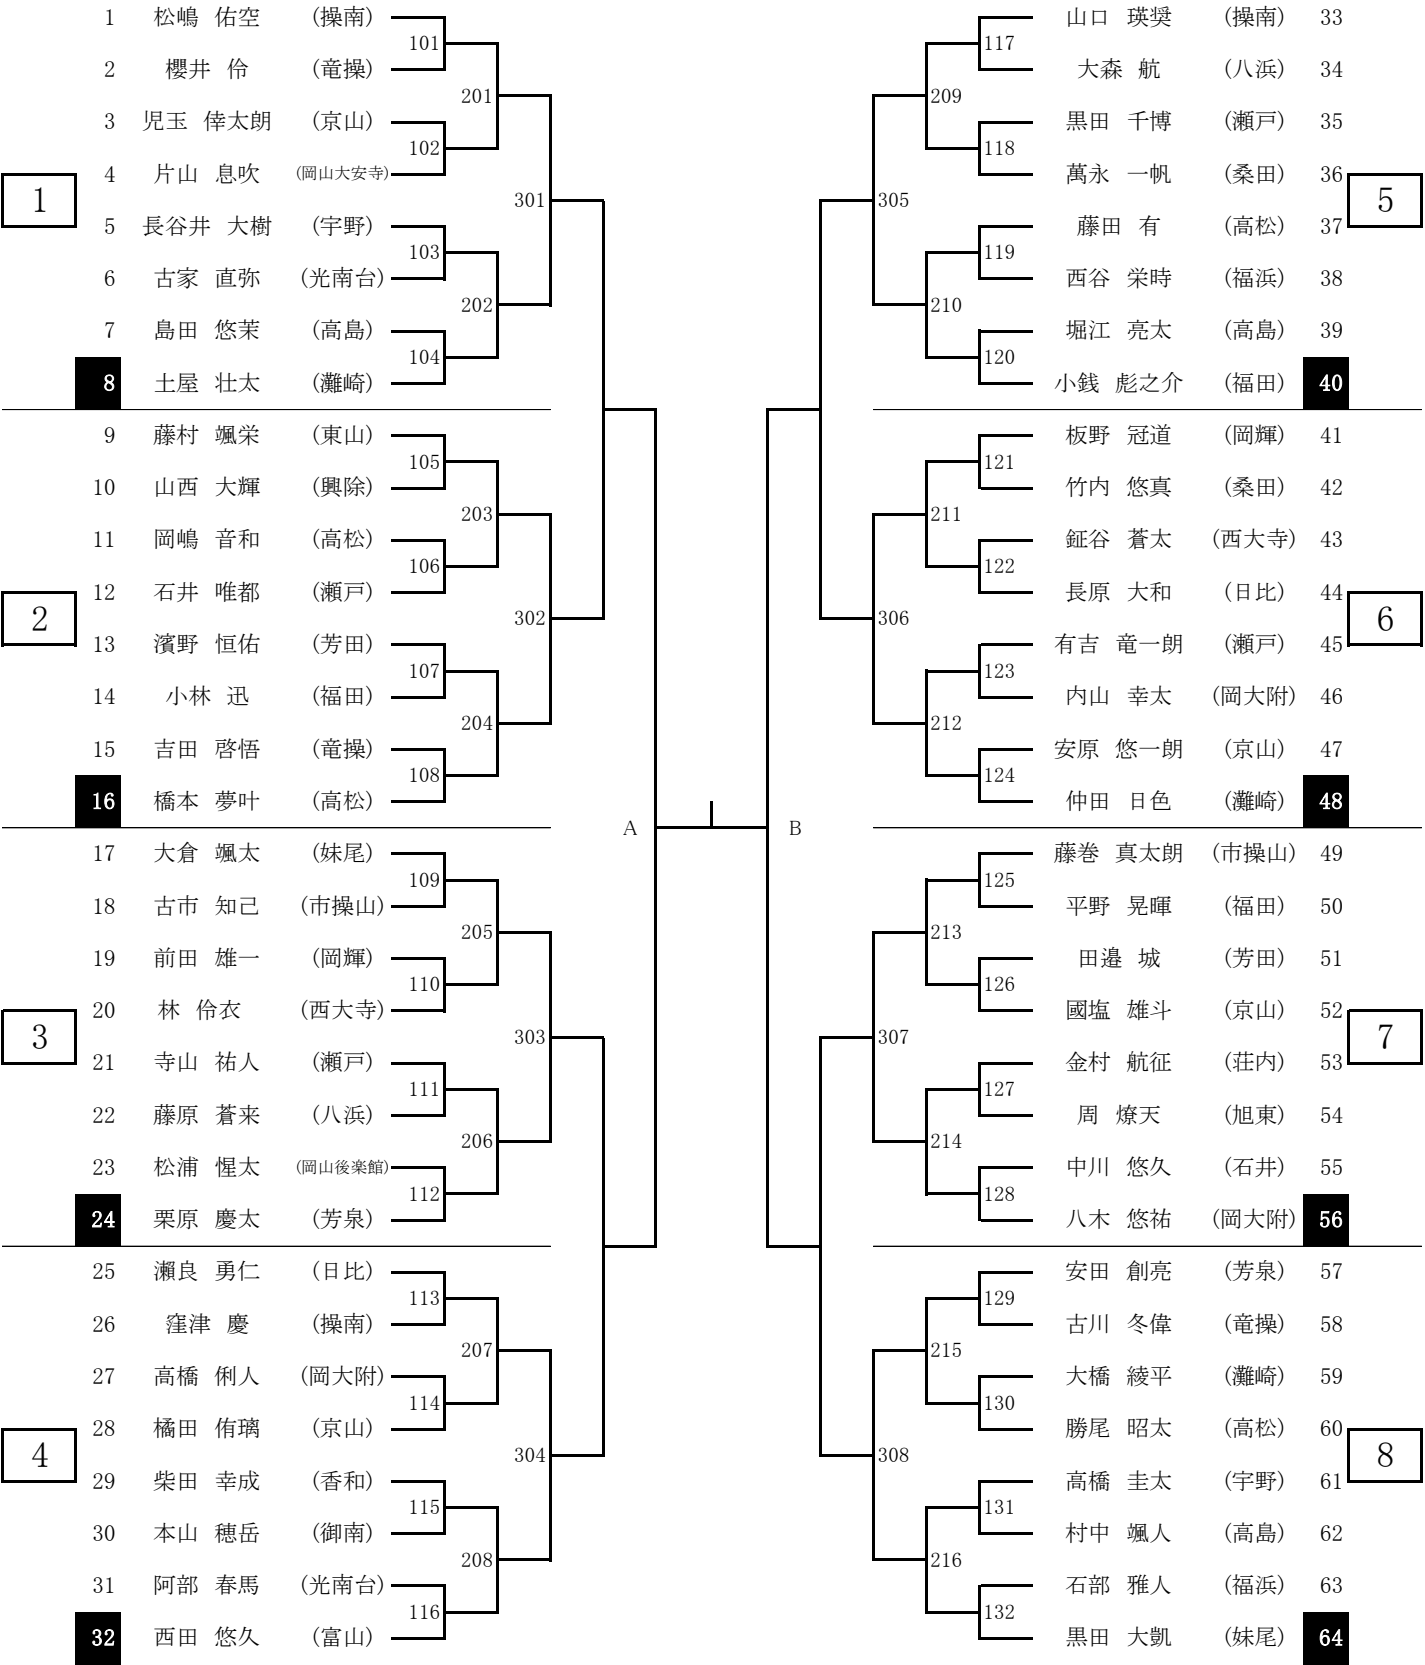 1 松嶋 佑空 (操南)
101
2 櫻井 伶 (竜操)
201
3 児玉 倖太朗 (京山)
102
4 片山 息吹 (岡山大安寺)
1
301
5 長谷井 大樹 (宇野)
103
6 古家 直弥 (光南台)
202
7 島田 悠茉 (高島)
104
8 土屋 壮太 (灘崎)
9 藤村 颯栄 (東山)
105
10 山西 大輝 (興除)
203
11 岡嶋 音和 (高松)
106
12 石井 唯都 (瀬戸)
2
302
13 濱野 恒佑 (芳田)
107
14 小林 迅 (福田)
204
15 吉田 啓悟 (竜操)
108
16 橋本 夢叶 (高松)
A
17 大倉 颯太 (妹尾)
109
18 古市 知己 (市操山)
205
19 前田 雄一 (岡輝)
110
20 林 伶衣 (西大寺)
3
303
21 寺山 祐人 (瀬戸)
111
22 藤原 蒼来 (八浜)
206
23 松浦 惺太 (岡山後楽館)
112
24 栗原 慶太 (芳泉)
25 瀬良 勇仁 (日比)
113
26 窪津 慶 (操南)
207
27 高橋 俐人 (岡大附)
114
28 橘田 侑璃 (京山)
4
304
29 柴田 幸成 (香和)
115
30 本山 穂岳 (御南)
208
31 阿部 春馬 (光南台)
116
32 西田 悠久 (富山)
山口 瑛奨 (操南) 33
117
大森 航 (八浜) 34
209
黒田 千博 (瀬戸) 35
118
萬永 一帆 (桑田) 36
305
5
藤田 有 (高松) 37
119
西谷 栄時 (福浜) 38
210
堀江 亮太 (高島) 39
120
小銭 彪之介 (福田) 40
板野 冠道 (岡輝) 41
121
竹内 悠真 (桑田) 42
211
鉦谷 蒼太 (西大寺) 43
122
長原 大和 (日比) 44
306
6
有吉 竜一朗 (瀬戸) 45
123
内山 幸太 (岡大附) 46
212
安原 悠一朗 (京山) 47
124
仲田 日色 (灘崎) 48
B
藤巻 真太朗 (市操山) 49
125
平野 晃暉 (福田) 50
213
田邉 城 (芳田) 51
126
國塩 雄斗 (京山) 52
307
7
金村 航征 (荘内) 53
127
周 燎天 (旭東) 54
214
中川 悠久 (石井) 55
128
八木 悠祐 (岡大附) 56
安田 創亮 (芳泉) 57
129
古川 冬偉 (竜操) 58
215
大橋 綾平 (灘崎) 59
130
勝尾 昭太 (高松) 60
308
8
高橋 圭太 (宇野) 61
131
村中 颯人 (高島) 62
216
石部 雅人 (福浜) 63
132
黒田 大凱 (妹尾) 64